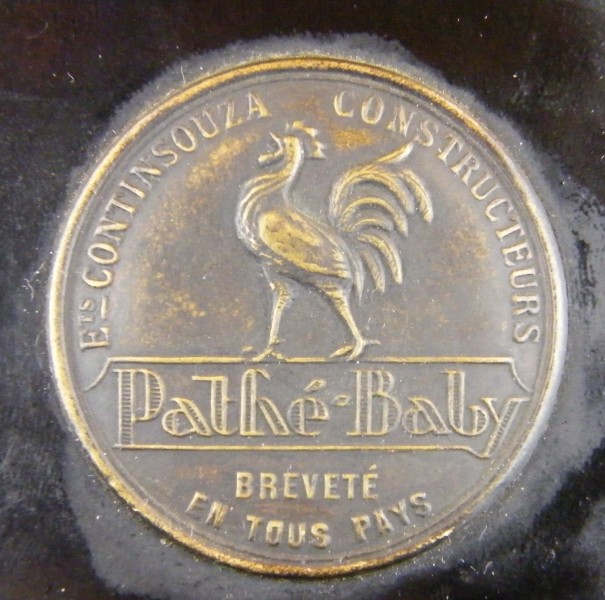 Ets CONTINSOUZA CONSTRUCTEURS
Pathé-Baby
BREVETÉ
EN TOUS PAYS